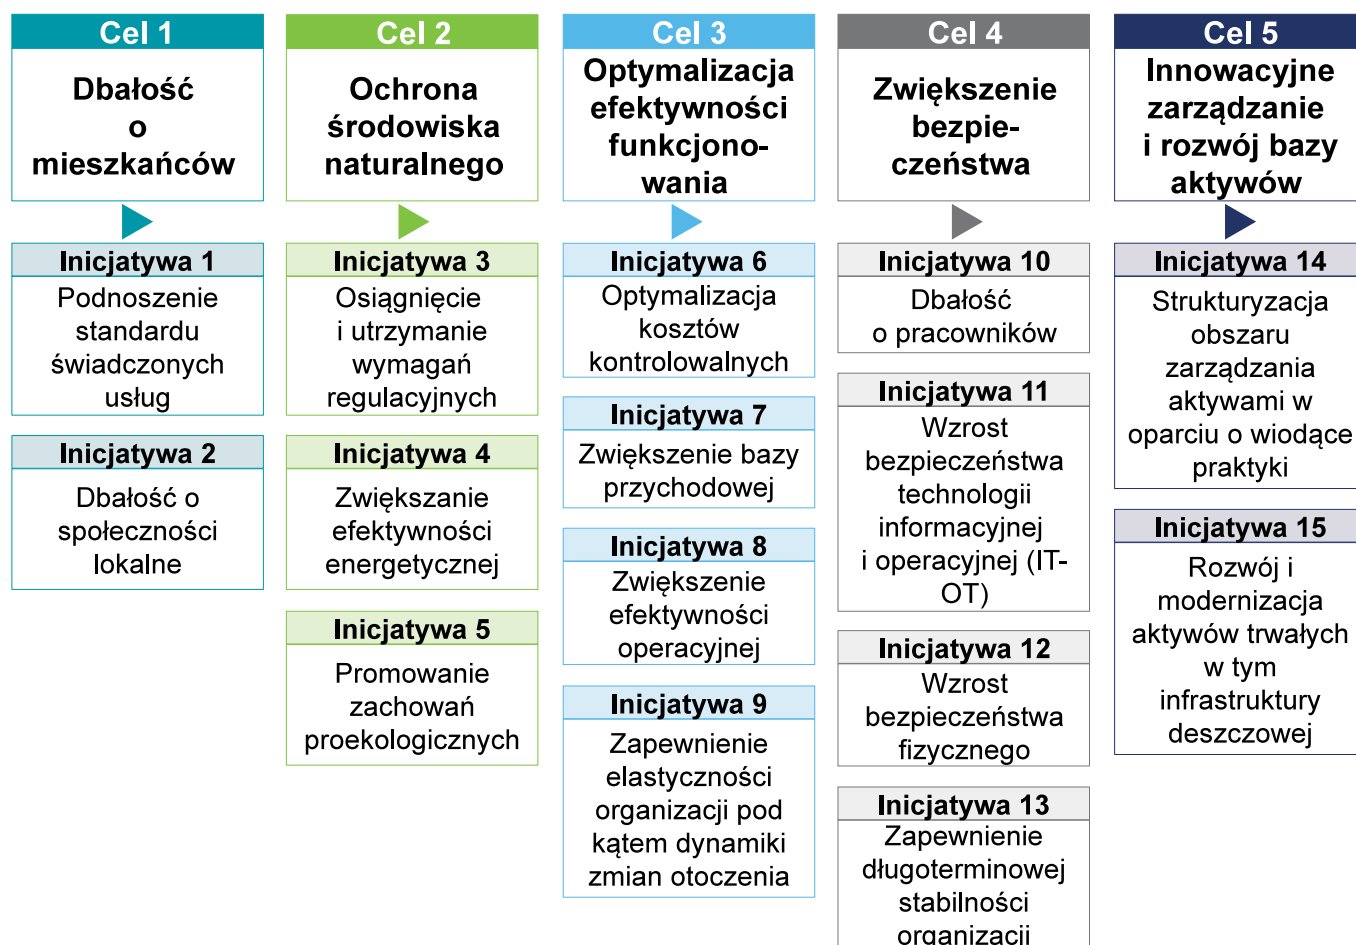 Cel 1
Dbałość
o
mieszkańców
Inicjatywa 1
Podnoszenie
standardu
świadczonych
usług
Inicjatywa 2
Dbałość o
społeczności
lokalne
Cel 2
Ochrona
środowiska
naturalnego
Inicjatywa 3
Osiągnięcie
i utrzymanie
wymagań
regulacyjnych
Inicjatywa 4
Zwiększanie
efektywności
energetycznej
Inicjatywa 5
Promowanie
zachowań
proekologicznych
Cel 3
Optymalizacja
efektywności
funkcjono-
wania
Inicjatywa 6
Optymalizacja
kosztów
kontrolowalnych
Inicjatywa 7
Zwiększenie bazy
przychodowej
Inicjatywa 8
Zwiększenie
efektywności
operacyjnej
Inicjatywa 9
Zapewnienie
elastyczności
organizacji pod
kątem dynamiki
zmian otoczenia
Cel 4
Zwiększenie
bezpie-
czeństwa
Inicjatywa 10
Dbałość
o pracowników
Inicjatywa 11
Wzrost
bezpieczeństwa
technologii
informacyjnej
i operacyjnej (IT-
OT)
Inicjatywa 12
Wzrost
bezpieczeństwa
fizycznego
Inicjatywa 13
Zapewnienie
długoterminowej
stabilności
organizacji
Cel 5
Innowacyjne
zarządzanie
i rozwój bazy
aktywów
Inicjatywa 14
Strukturyzacja
obszaru
zarządzania
aktywami w
oparciu o wiodące
praktyki
Inicjatywa 15
Rozwój i
modernizacja
aktywów trwałych
w tym
infrastruktury
deszczowej